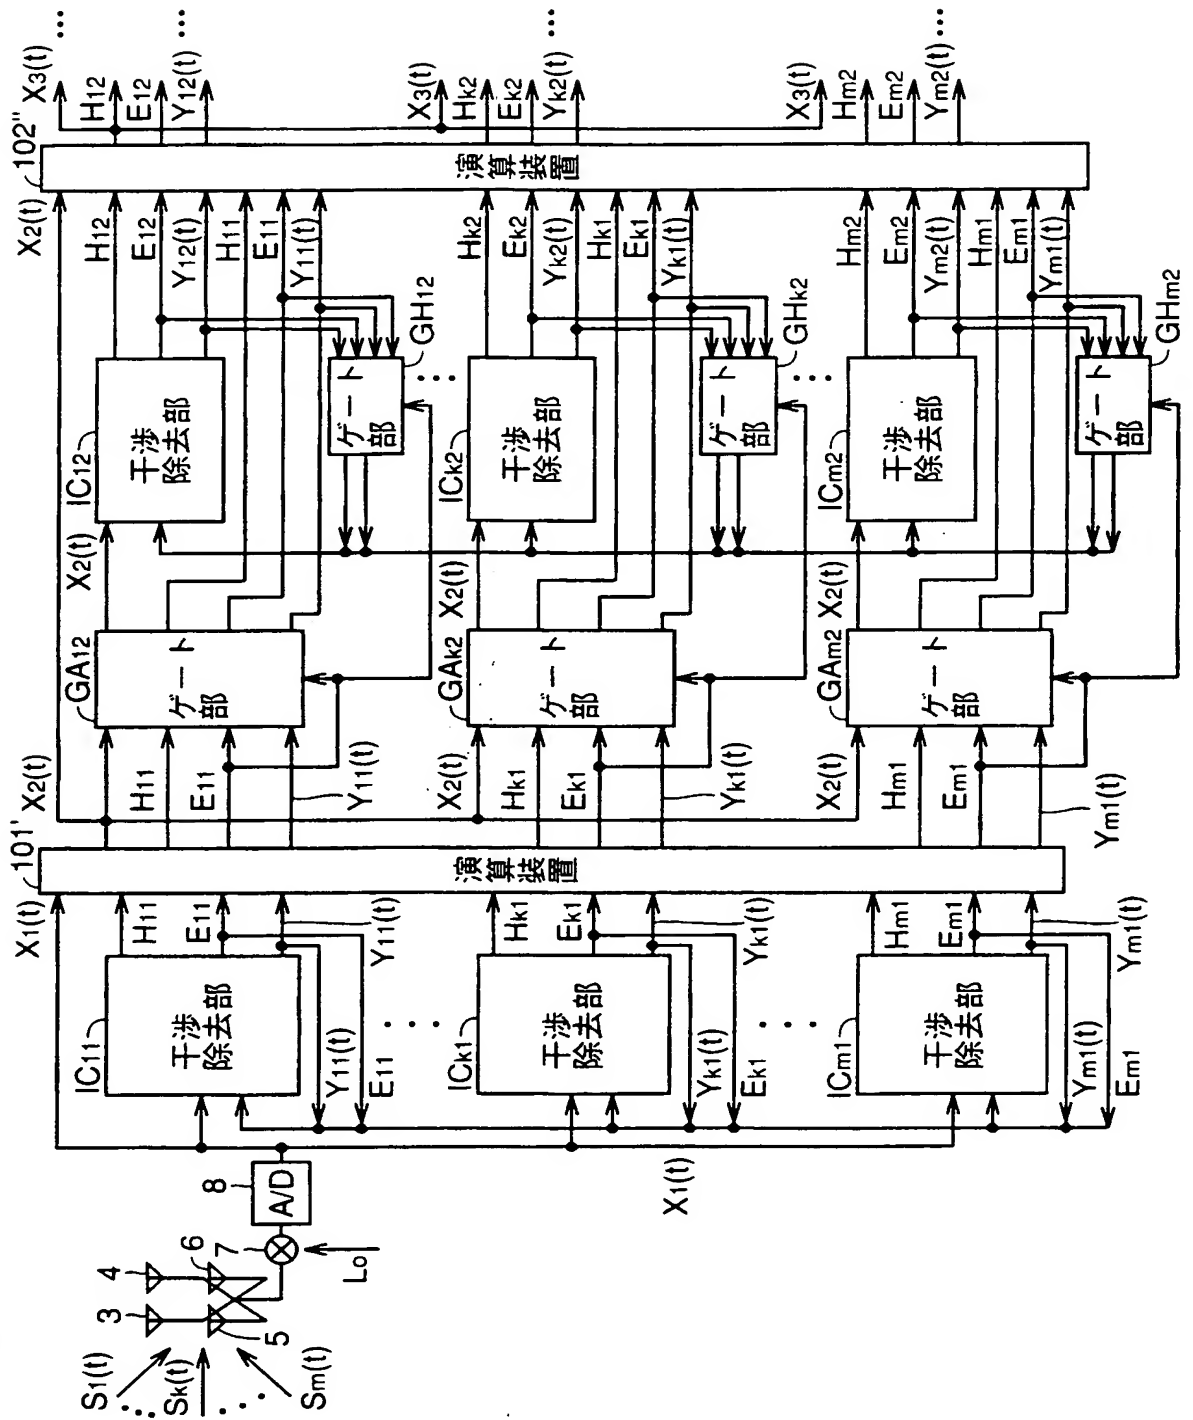 S1(t)
Sk(t)
Sm(t)
3
4
5
6
7
8
A/D
Lo
X1(t)
X1(t)
IC11
干渉
除去部
H11
E11
Y11(t)
Y11(t)
E11
ICk1
干渉
除去部
Hk1
Ek1
Yk1(t)
Yk1(t)
Ek1
ICm1
干渉
除去部
Hm1
Em1
Ym1(t)
Ym1(t)
Em1
101'
演算装置
X2(t)
H11
E11
Y11(t)
X2(t)
Hk1
Ek1
Yk1(t)
X2(t)
Hm1
Em1
Ym1(t)
GA12
ゲート
部
GAk2
ゲート
部
GAm2
ゲート
部
X2(t)
X2(t)
X2(t)
IC12
干渉
除去部
ICk2
干渉
除去部
ICm2
干渉
除去部
ゲート
部
GH12
ゲート
部
GHk2
ゲート
部
GHm2
X2(t)
H12
E12
Y12(t)
H11
E11
Y11(t)
Hk2
Ek2
Yk2(t)
Hk1
Ek1
Yk1(t)
Hm2
Em2
Ym2(t)
Hm1
Em1
Ym1(t)
102"
演算装置
X3(t)
H12
E12
Y12(t)
X3(t)
Hk2
Ek2
Yk2(t)
X3(t)
Hm2
Em2
Ym2(t)